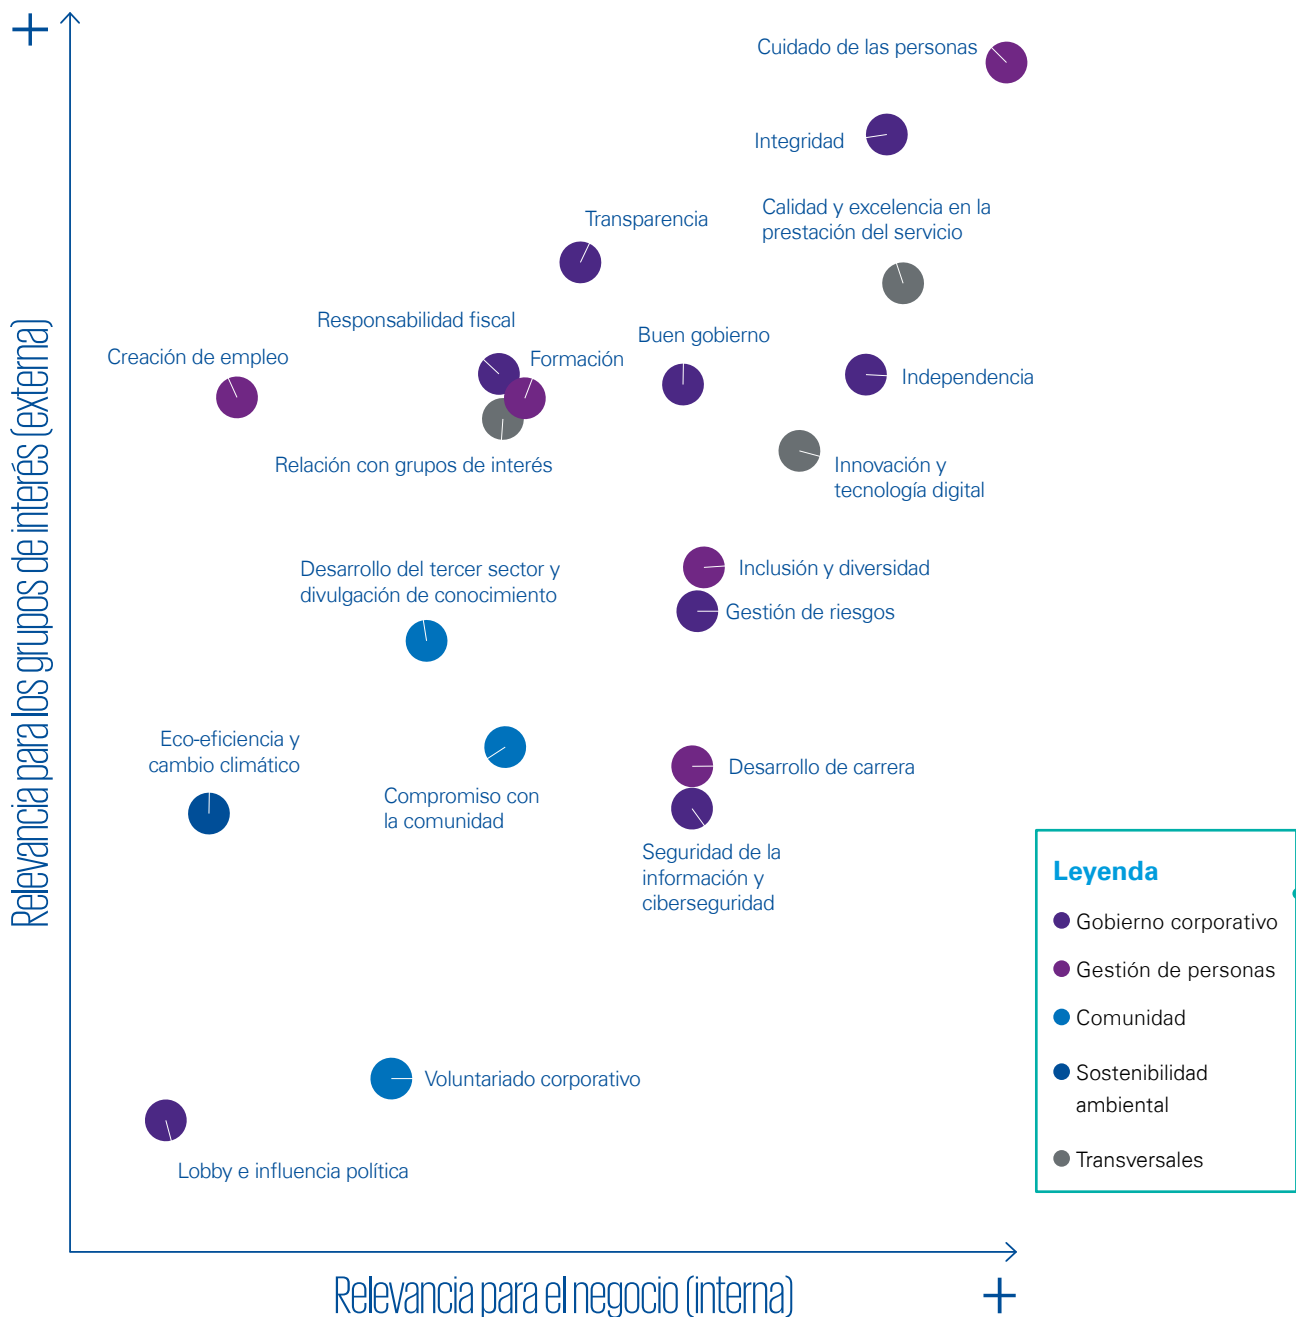 +
Cuidado de las personas
Integridad
Calidad y excelencia en la
prestación del servicio
Transparencia
Responsabilidad fiscal
Buen gobierno
Creación de empleo
Formación
Independencia
Relación con grupos de interés
Innovación y
tecnología digital
Desarrollo del tercer sector y
divulgación de conocimiento
Inclusión y diversidad
Gestión de riesgos
Eco-eficiencia y
cambio climático
Compromiso con
la comunidad
Desarrollo de carrera
Seguridad de la
información y
ciberseguridad
Voluntariado corporativo
Lobby e influencia política
Relevancia para los grupos de interés (externa)
Relevancia para el negocio (interna)
+
Leyenda
Gobierno corporativo
Gestión de personas
Comunidad
Sostenibilidad
ambiental
Transversales